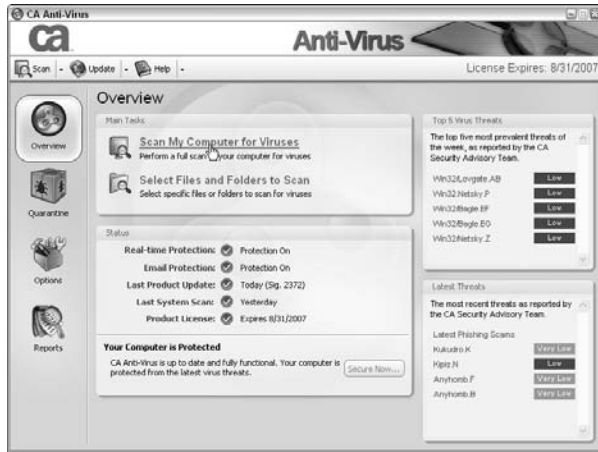 CA Anti-Virus
ca
Anti-Virus
Scan
Update
Help
License Expires: 8/31/2007
Overview
Quarantine
Options
Reports
Overview
Main Tasks
Scan My Computer for Viruses
Perform a full scan your computer for viruses
Select Files and Folders to Scan
Select specific files or folders to scan for viruses
Status
Real-time Protection: Protection On
Email Protection: Protection On
Last Product Update: Today (Sig. 2372)
Last System Scan: Yesterday
Product License: Expires 8/31/2007
Your Computer is Protected
CA Anti-Virus is up to date and fully functional. Your computer is
protected from the latest virus threats.
Secure Now...
Top 5 Virus Threats
The top five most prevalent threats of
the week, as reported by the CA
Security Advisory Team.
Win32/Lovgate.AB Low
Win32.Netsky.P Low
Win32/Bagle.BF Low
Win32/Bagle.BG Low
Win32/Netsky.Z Low
Latest Threats
The most recent threats as reported by
the CA Security Advisory Team.
Latest Phishing Scams:
Kukudro.K Very Low
Kipis.N Low
Anyhomb.F Very Low
Anyhomb.B Very Low